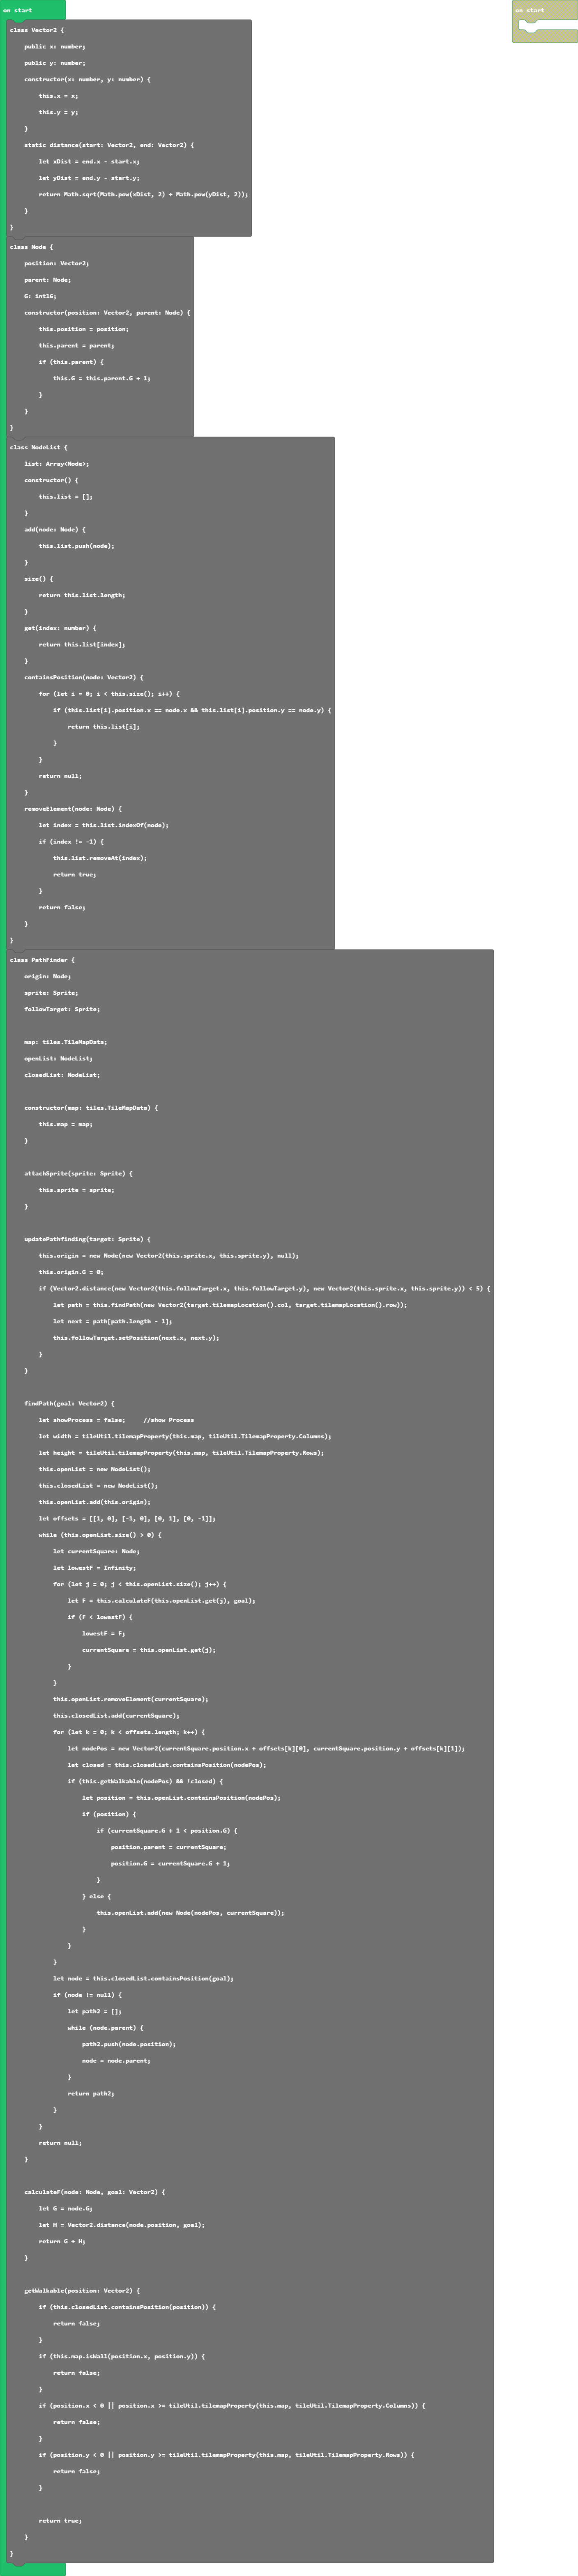 on start
on start
class Vector2 {
    public x: number;
    public y: number;
    constructor(x: number, y: number) {
        this.x = x;
        this.y = y;
    }
    static distance(start: Vector2, end: Vector2) {
        let xDist = end.x - start.x;
        let yDist = end.y - start.y;
        return Math.sqrt(Math.pow(xDist, 2) + Math.pow(yDist, 2));
    }
}
class Node {
    position: Vector2;
    parent: Node;
    G: int16;
    constructor(position: Vector2, parent: Node) {
        this.position = position;
        this.parent = parent;
        if (this.parent) {
            this.G = this.parent.G + 1;
        }
    }
}
class NodeList {
    list: Array<Node>;
    constructor() {
        this.list = [];
    }
    add(node: Node) {
        this.list.push(node);
    }
    size() {
        return this.list.length;
    }
    get(index: number) {
        return this.list[index];
    }
    containsPosition(node: Vector2) {
        for (let i = 0; i < this.size(); i++) {
            if (this.list[i].position.x == node.x && this.list[i].position.y == node.y) {
                return this.list[i];
            }
        }
        return null;
    }
    removeElement(node: Node) {
        let index = this.list.indexOf(node);
        if (index != -1) {
            this.list.removeAt(index);
            return true;
        }
        return false;
    }
}
class PathFinder {
    origin: Node;
    sprite: Sprite;
    followTarget: Sprite;
    map: tiles.TileMapData;
    openList: NodeList;
    closedList: NodeList;
    constructor(map: tiles.TileMapData) {
        this.map = map;
    }
    attachSprite(sprite: Sprite) {
        this.sprite = sprite;
    }
    updatePathfinding(target: Sprite) {
        this.origin = new Node(new Vector2(this.sprite.x, this.sprite.y), null);
        this.origin.G = 0;
        if (Vector2.distance(new Vector2(this.followTarget.x, this.followTarget.y), new Vector2(this.sprite.x, this.sprite.y)) < 5) {
            let path = this.findPath(new Vector2(target.tilemapLocation().col, target.tilemapLocation().row));
            let next = path[path.length - 1];
            this.followTarget.setPosition(next.x, next.y);
        }
    }
    findPath(goal: Vector2) {
        let showProcess = false;     //show Process
        let width = tileUtil.tilemapProperty(this.map, tileUtil.TilemapProperty.Columns);
        let height = tileUtil.tilemapProperty(this.map, tileUtil.TilemapProperty.Rows);
        this.openList = new NodeList();
        this.closedList = new NodeList();
        this.openList.add(this.origin);
        let offsets = [[1, 0], [-1, 0], [0, 1], [0, -1]];
        while (this.openList.size() > 0) {
            let currentSquare: Node;
            let lowestF = Infinity;
            for (let j = 0; j < this.openList.size(); j++) {
                let F = this.calculateF(this.openList.get(j), goal);
                if (F < lowestF) {
                    lowestF = F;
                    currentSquare = this.openList.get(j);
                }
            }
            this.openList.removeElement(currentSquare);
            this.closedList.add(currentSquare);
            for (let k = 0; k < offsets.length; k++) {
                let nodePos = new Vector2(currentSquare.position.x + offsets[k][0], currentSquare.position.y + offsets[k][1]);
                let closed = this.closedList.containsPosition(nodePos);
                if (this.getWalkable(nodePos) && !closed) {
                    let position = this.openList.containsPosition(nodePos);
                    if (position) {
                        if (currentSquare.G + 1 < position.G) {
                            position.parent = currentSquare;
                            position.G = currentSquare.G + 1;
                        }
                    } else {
                        this.openList.add(new Node(nodePos, currentSquare));
                    }
                }
            }
            let node = this.closedList.containsPosition(goal);
            if (node != null) {
                let path2 = [];
                while (node.parent) {
                    path2.push(node.position);
                    node = node.parent;
                }
                return path2;
            }
        }
        return null;
    }
    calculateF(node: Node, goal: Vector2) {
        let G = node.G;
        let H = Vector2.distance(node.position, goal);
        return G + H;
    }
    getWalkable(position: Vector2) {
        if (this.closedList.containsPosition(position)) {
            return false;
        }
        if (this.map.isWall(position.x, position.y)) {
            return false;
        }
        if (position.x < 0 || position.x >= tileUtil.tilemapProperty(this.map, tileUtil.TilemapProperty.Columns)) {
            return false;
        }
        if (position.y < 0 || position.y >= tileUtil.tilemapProperty(this.map, tileUtil.TilemapProperty.Rows)) {
            return false;
        }
        return true;
    }
}